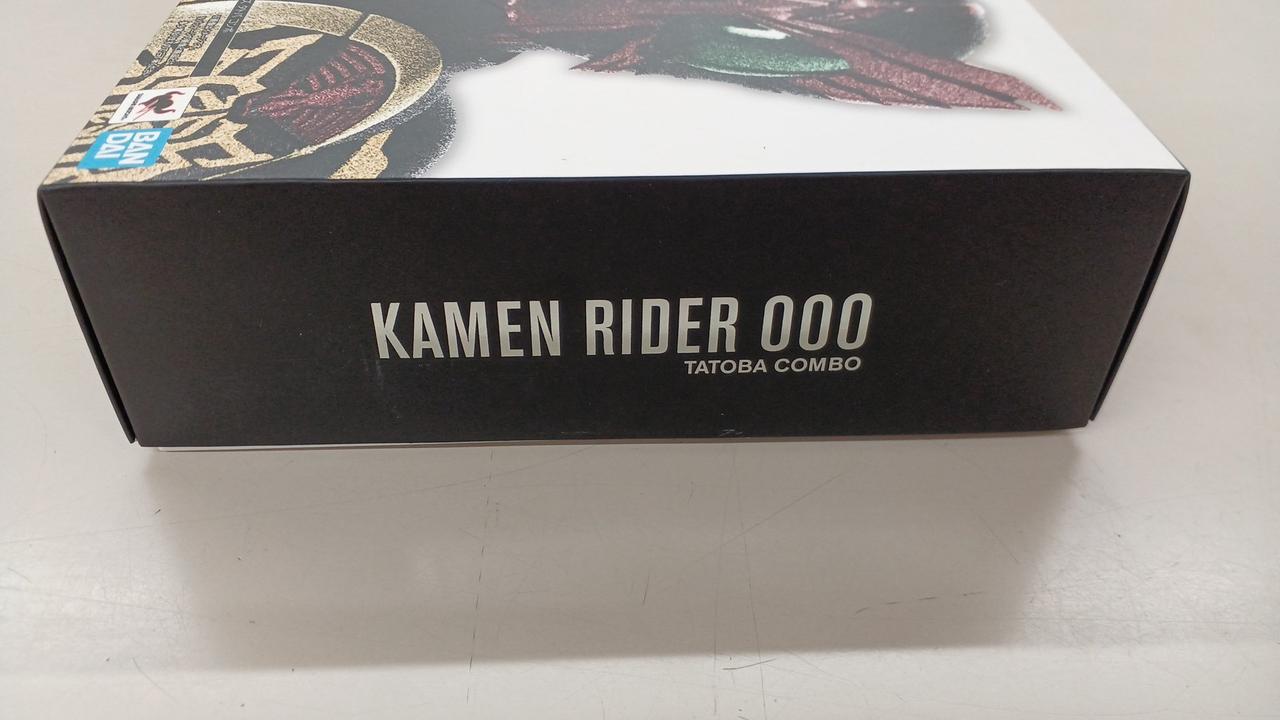 BAN
DAI
KAMEN RIDER OOO
TATOBA COMBO